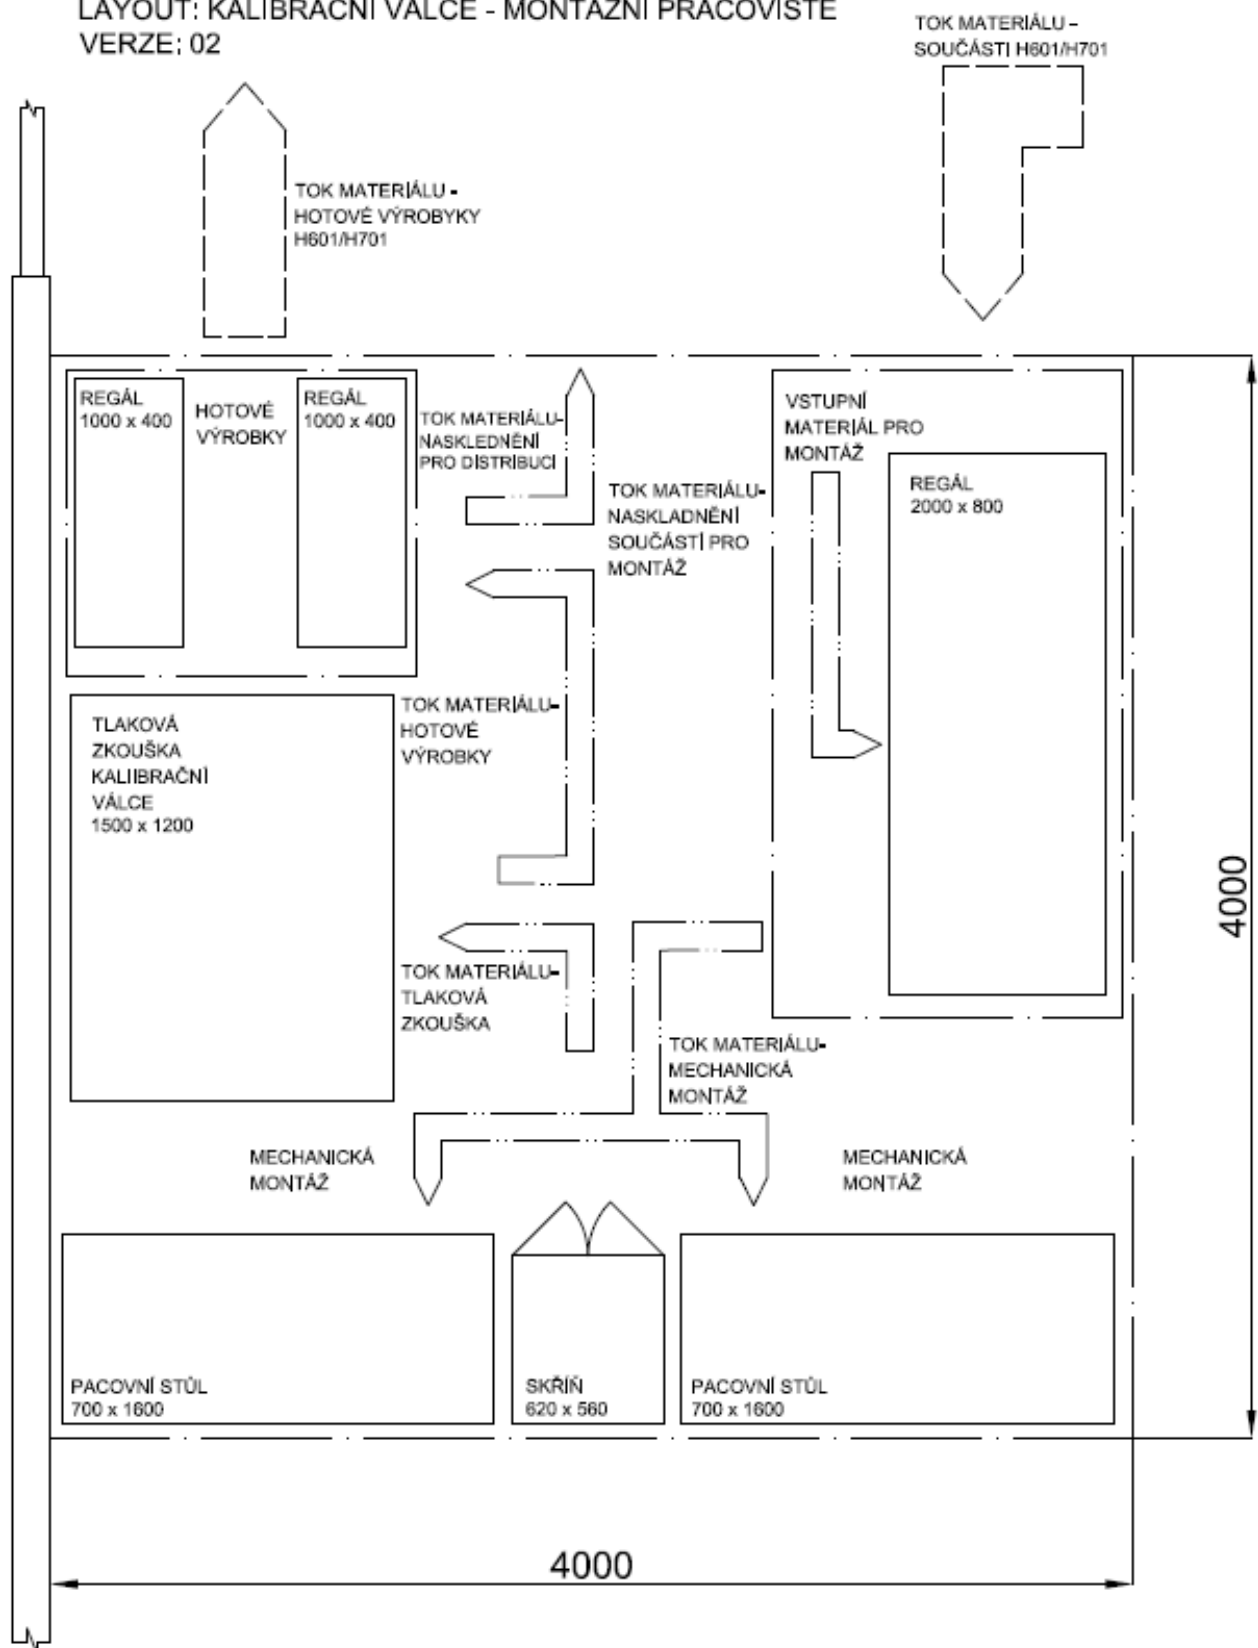 LAYOUT: KALIBRAČNÍ VÁLCE - MONTÁŽNÍ PRACOVIŠTĚ
VERZE: 02
TOK MATERIÁLU -
SOUČÁSTI H601/H701
TOK MATERIÁLU -
HOTOVÉ VÝROBYKY
H601/H701
REGÁL
1000 x 400
HOTOVÉ
VÝROBKY
REGÁL
1000 x 400
TOK MATERIÁLU-
NASKLEDNĚNÍ
PRO DISTRIBUCI
TOK MATERIÁLU-
NASKLADNĚNÍ
SOUČÁSTÍ PRO
MONTÁŽ
VSTUPNÍ
MATERIÁL PRO
MONTÁŽ
REGÁL
2000 x 800
TLAKOVÁ
ZKOUŠKA
KALIIBRAČNÍ
VÁLCE
1500 x 1200
TOK MATERIÁLU-
HOTOVÉ
VÝROBKY
TOK MATERIÁLU-
TLAKOVÁ
ZKOUŠKA
TOK MATERIÁLU-
MECHANICKÁ
MONTÁŽ
4000
MECHANICKÁ
MONTÁŽ
MECHANICKÁ
MONTÁŽ
PACOVNÍ STŮL
700 x 1600
SKŘÍŇ
620 x 560
PACOVNÍ STŮL
700 x 1600
4000